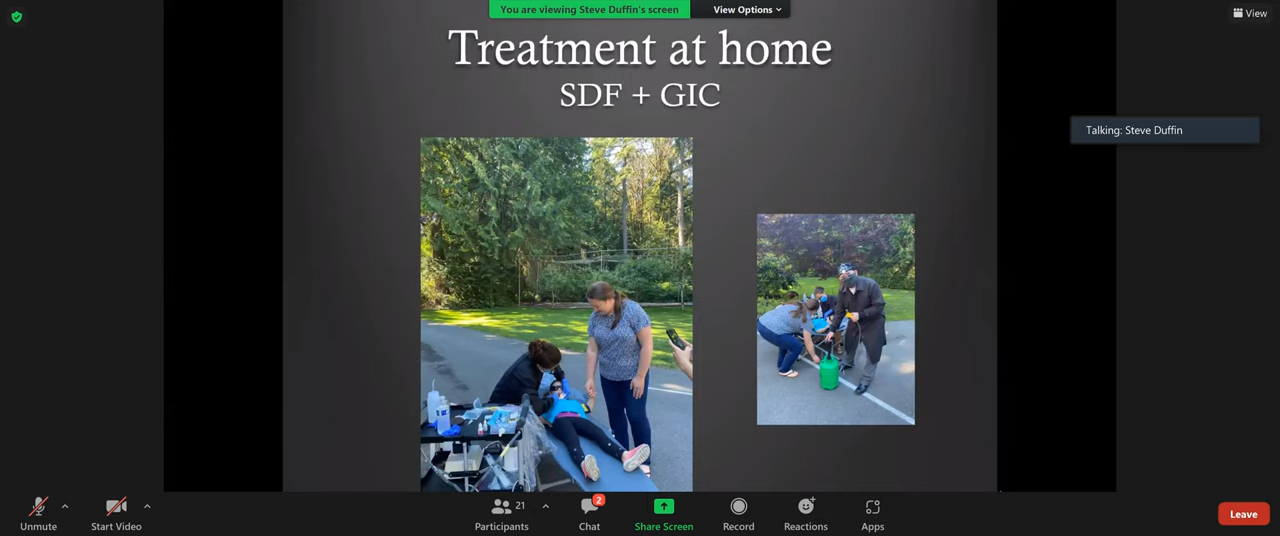 You are viewing Steve Duffin's screen
View Options
View
Treatment at home
SDF + GIC
Talking: Steve Duffin
Unmute
Start Video
21
Participants
2
Chat
Share Screen
Record
Reactions
Apps
Leave